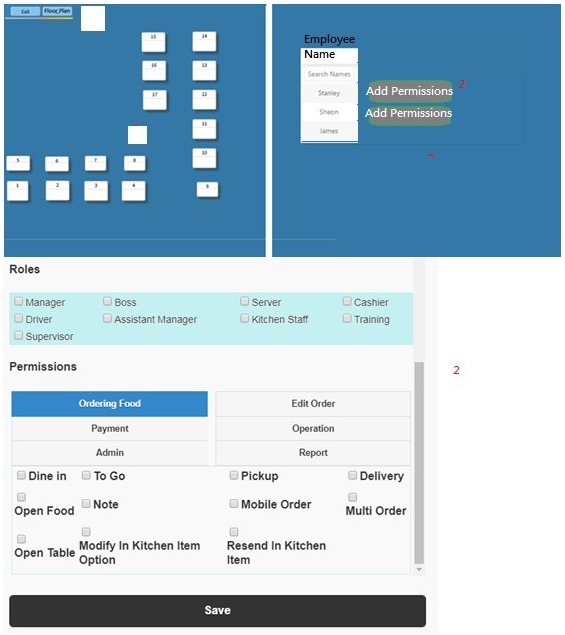 Exit Floor_Plan
15 14
16 13
17 12
11
10
5 6 7 8
1 2 3 4 9
Employee
Name
Search Names
Stanley
Sheon
James
Add Permissions 2
Add Permissions
Roles
Manager Boss Server Cashier
Driver Assistant Manager Kitchen Staff Training
Supervisor
Permissions
2
Ordering Food Edit Order
Payment Operation
Admin Report
Dine in To Go Pickup Delivery
Open Food Note Mobile Order Multi Order
Open Table Modify In Kitchen Item
Option
Resend In Kitchen
Item
Save